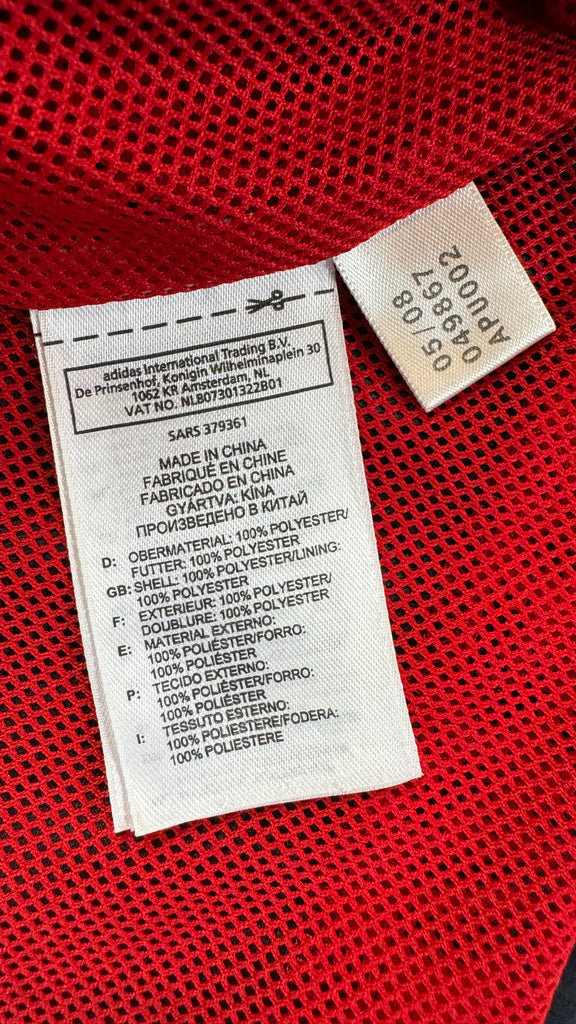 adidas International Trading B.V.
De Prinsenhof, Konigin Wilhelminaplein 30
1062 KR Amsterdam, NL
VAT NO. NLB07301322B01
SARS 379361
MADE IN CHINA
FABRIQUÉ EN CHINE
FABRICADO EN CHINA
GYÁRTVA: KÍNA
ПРОИЗВЕДЕНО В КИТАЙ
D: OBERMATERIAL: 100% POLYESTER/
FUTTER: 100% POLYESTER
GB: SHELL: 100% POLYESTER/LINING:
100% POLYESTER
F: EXTERIEUR: 100% POLYESTER/
DOUBLURE: 100% POLYESTER
E: MATERIAL EXTERNO:
100% POLIÉSTER/FORRO:
100% POLIÉSTER
P: TECIDO EXTERNO:
100% POLIÉSTER/FORRO:
100% POLIÉSTER
I: TESSUTO ESTERNO:
100% POLIESTERE/FODERA:
100% POLIESTERE
05/08
049867
APU002